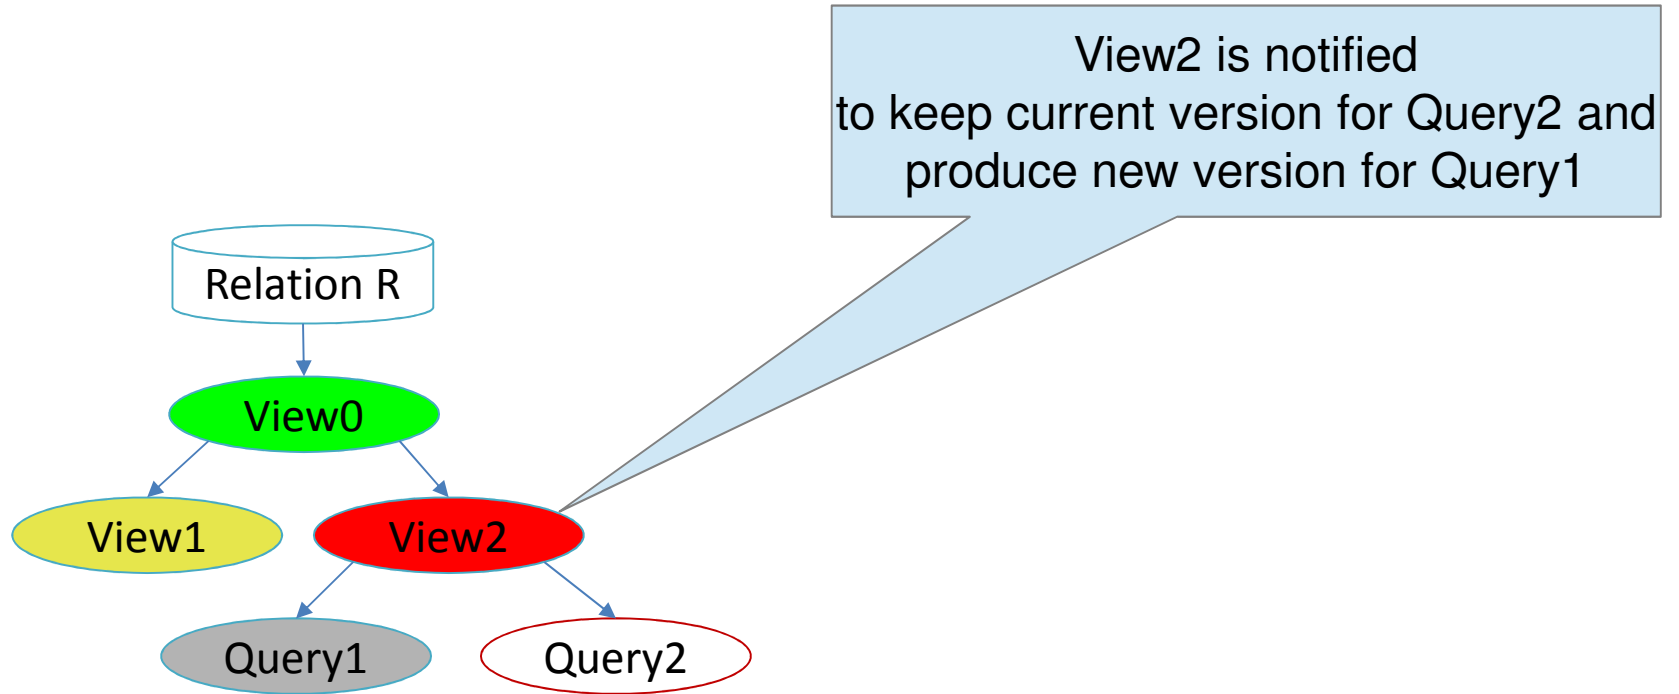 View2 is notified
to keep current version for Query2 and
produce new version for Query1
Relation R
View0
View1
View2
Query1
Query2